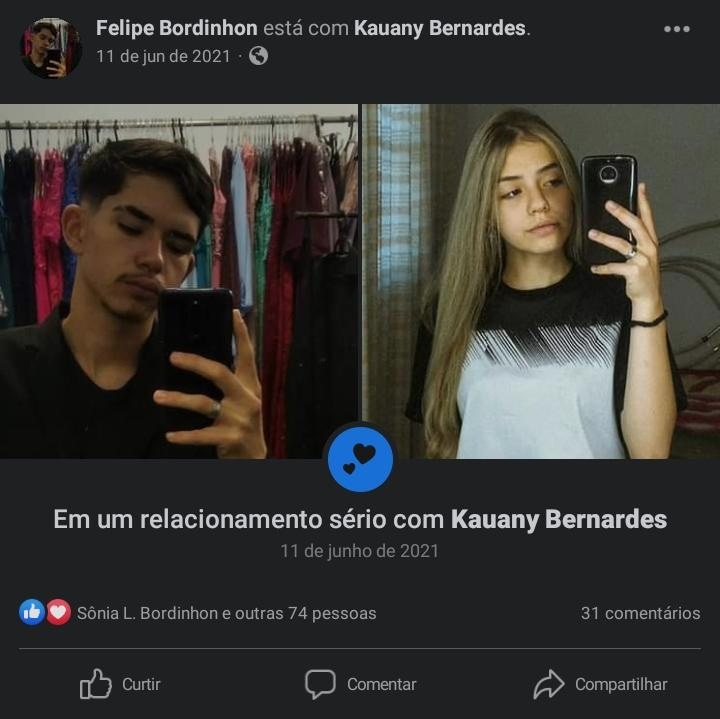 Felipe Bordinhon está com Kauany Bernardes.
11 de jun de 2021 ·
Em um relacionamento sério com Kauany Bernardes
11 de junho de 2021
Sônia L. Bordinhon e outras 74 pessoas 31 comentários
Curtir Comentar Compartilhar